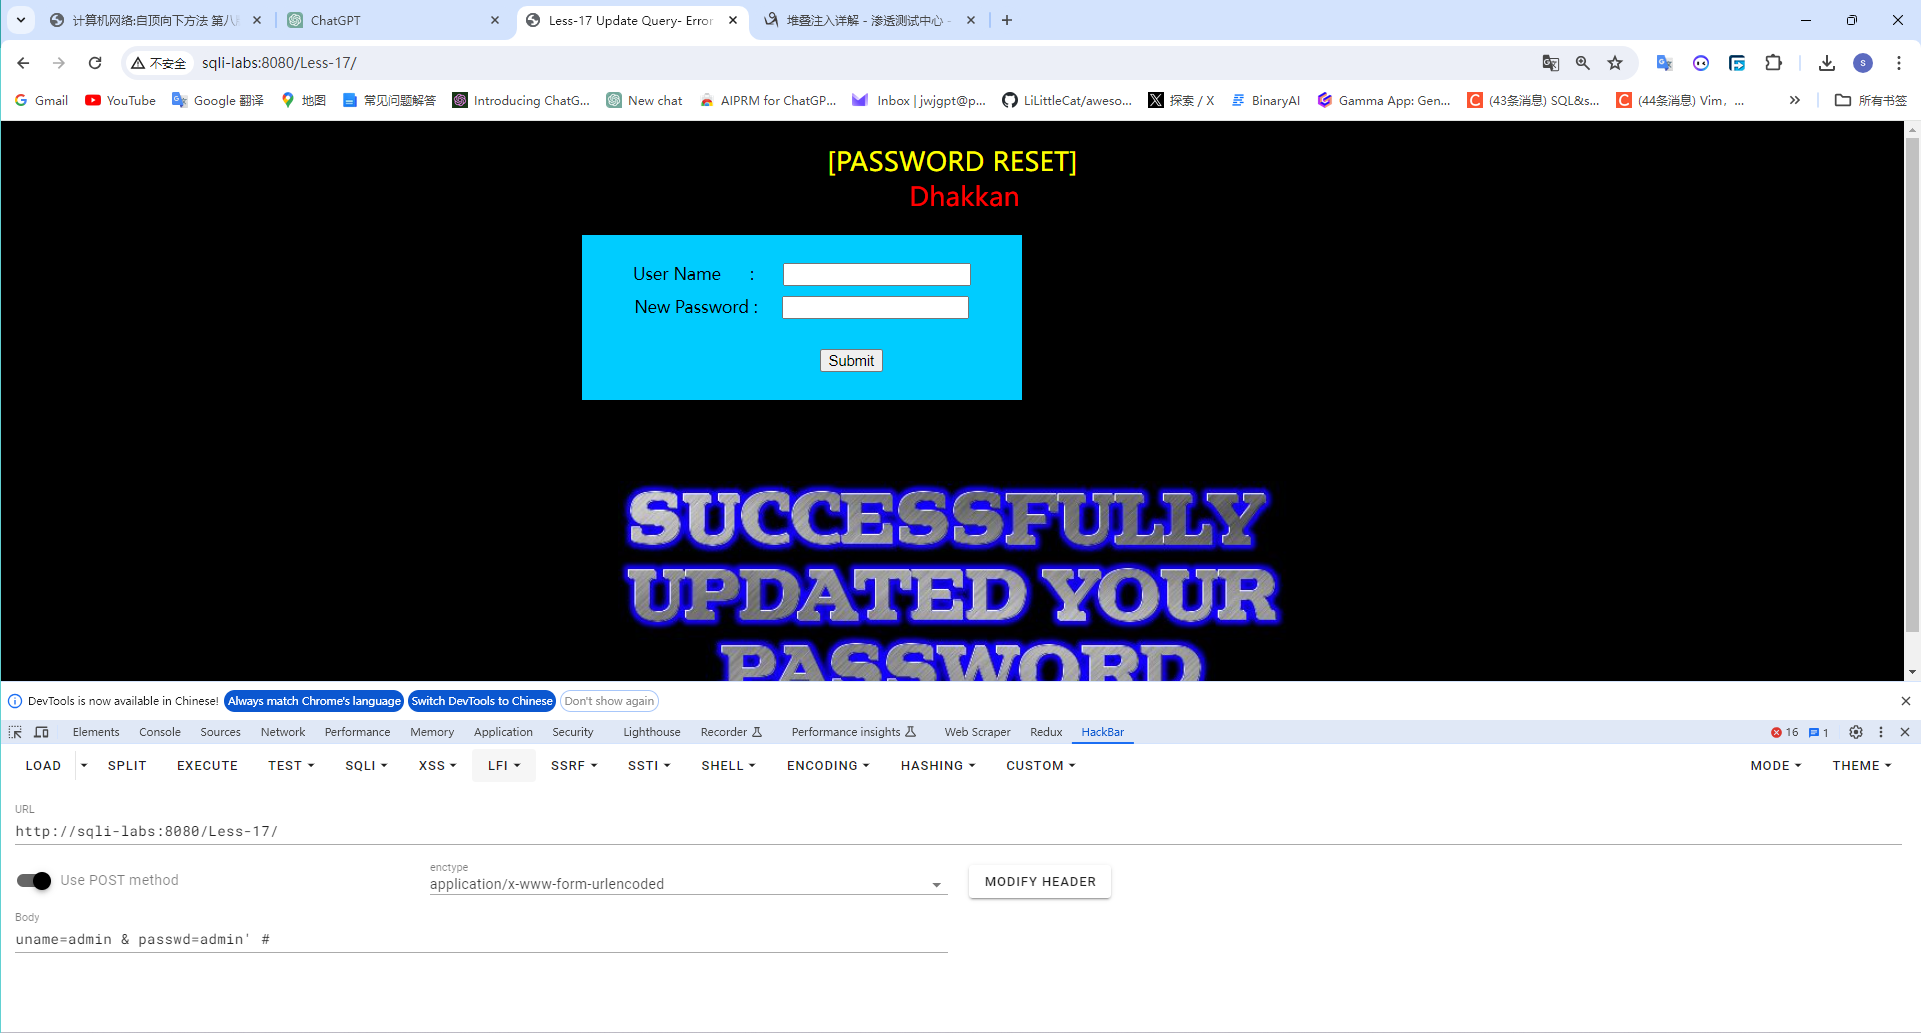 计算机网络:自顶向下方法 第八
ChatGPT
Less-17 Update Query- Error
堆叠注入详解 - 渗透测试中心 -
不安全
sqli-labs:8080/Less-17/
Gmail
YouTube
Google 翻译
地图
常见问题解答
Introducing ChatG...
New chat
AIPRM for ChatGP...
Inbox | jwjgpt@p...
LiLittleCat/aweso...
探索 / X
BinaryAI
Gamma App: Gen...
(43条消息) SQL&s...
(44条消息) Vim，...
所有书签
[PASSWORD RESET]
Dhakkan
User Name :
New Password :
Submit
SUCCESSFULLY
UPDATED YOUR
PASSWORD
DevTools is now available in Chinese!
Always match Chrome's language
Switch DevTools to Chinese
Don't show again
Elements
Console
Sources
Network
Performance
Memory
Application
Security
Lighthouse
Recorder
Performance insights
Web Scraper
Redux
HackBar
16
1
LOAD
SPLIT
EXECUTE
TEST
SQLI
XSS
LFI
SSRF
SSTI
SHELL
ENCODING
HASHING
CUSTOM
MODE
THEME
URL
http://sqli-labs:8080/Less-17/
Use POST method
enctype
application/x-www-form-urlencoded
MODIFY HEADER
Body
uname=admin & passwd=admin' #